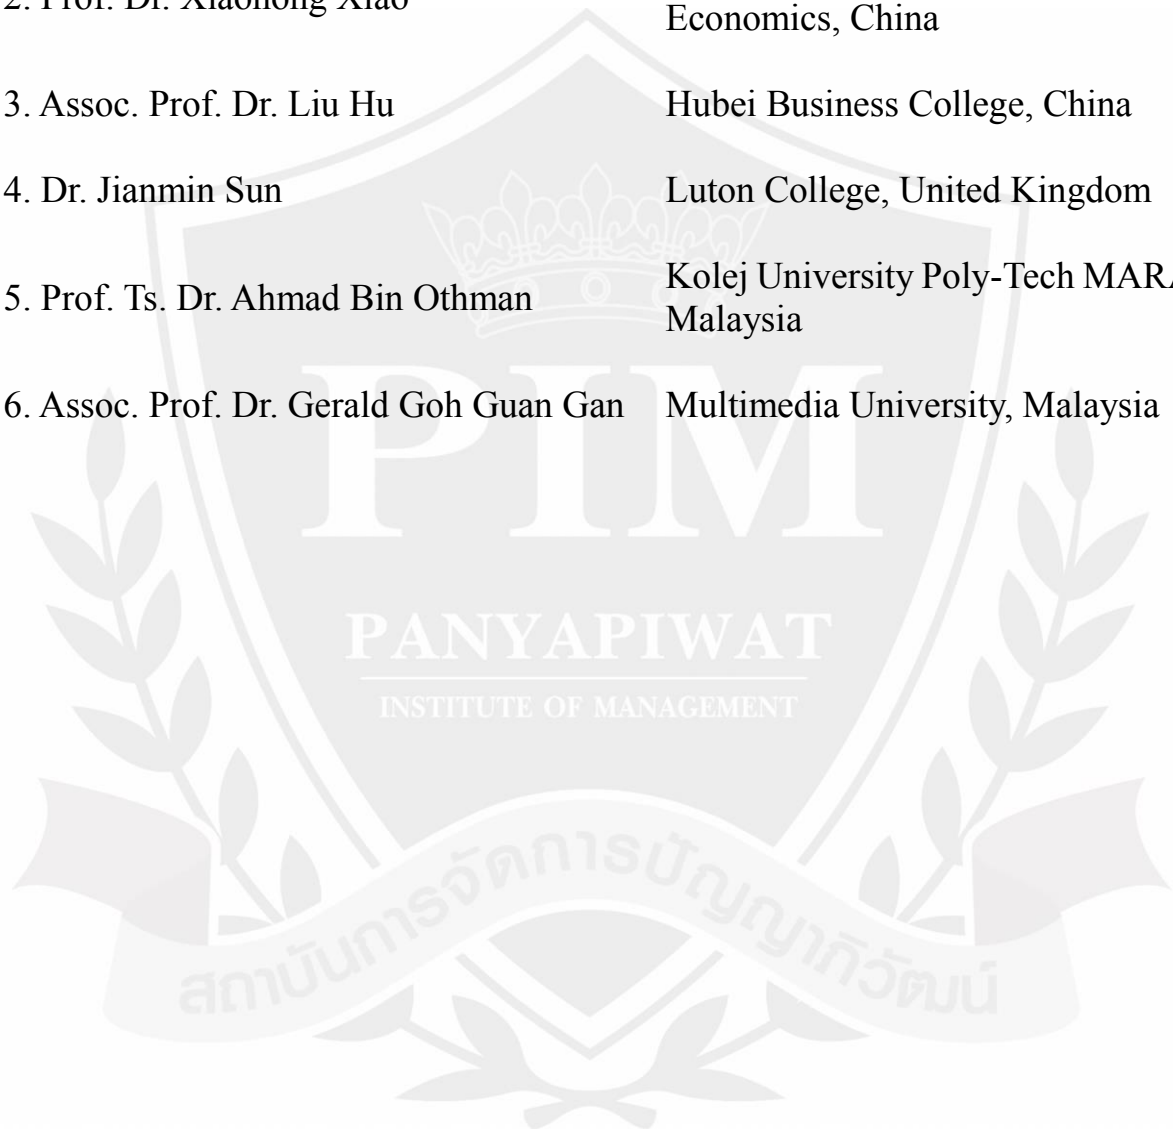 2. Prof. Dr. Xiaohong Xiao
Economics, China
3. Assoc. Prof. Dr. Liu Hu Hubei Business College, China
4. Dr. Jianmin Sun Luton College, United Kingdom
5. Prof. Ts. Dr. Ahmad Bin Othman
Kolej University Poly-Tech MARA
Malaysia
6. Assoc. Prof. Dr. Gerald Goh Guan Gan Multimedia University, Malaysia
PIM
PANYAPIWAT
INSTITUTE OF MANAGEMENT
สถาบันการจัดการปัญญาภิวัฒน์